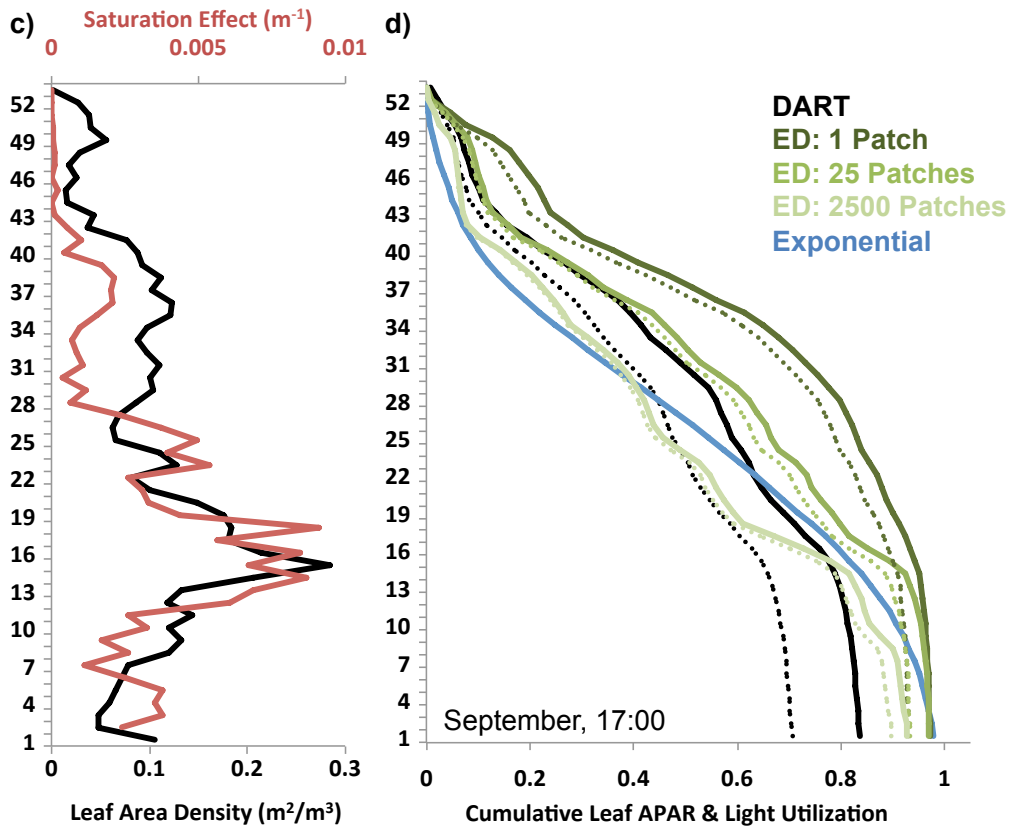 c)
Saturation Effect (m⁻¹)
0 0.005 0.01
52
49
46
43
40
37
34
31
28
25
22
19
16
13
10
7
4
1
0 0.1 0.2 0.3
Leaf Area Density (m²/m³)
d)
DART
ED: 1 Patch
ED: 25 Patches
ED: 2500 Patches
Exponential
52
49
46
43
40
37
34
31
28
25
22
19
16
13
10
7
4
1
September, 17:00
0 0.2 0.4 0.6 0.8 1
Cumulative Leaf APAR & Light Utilization